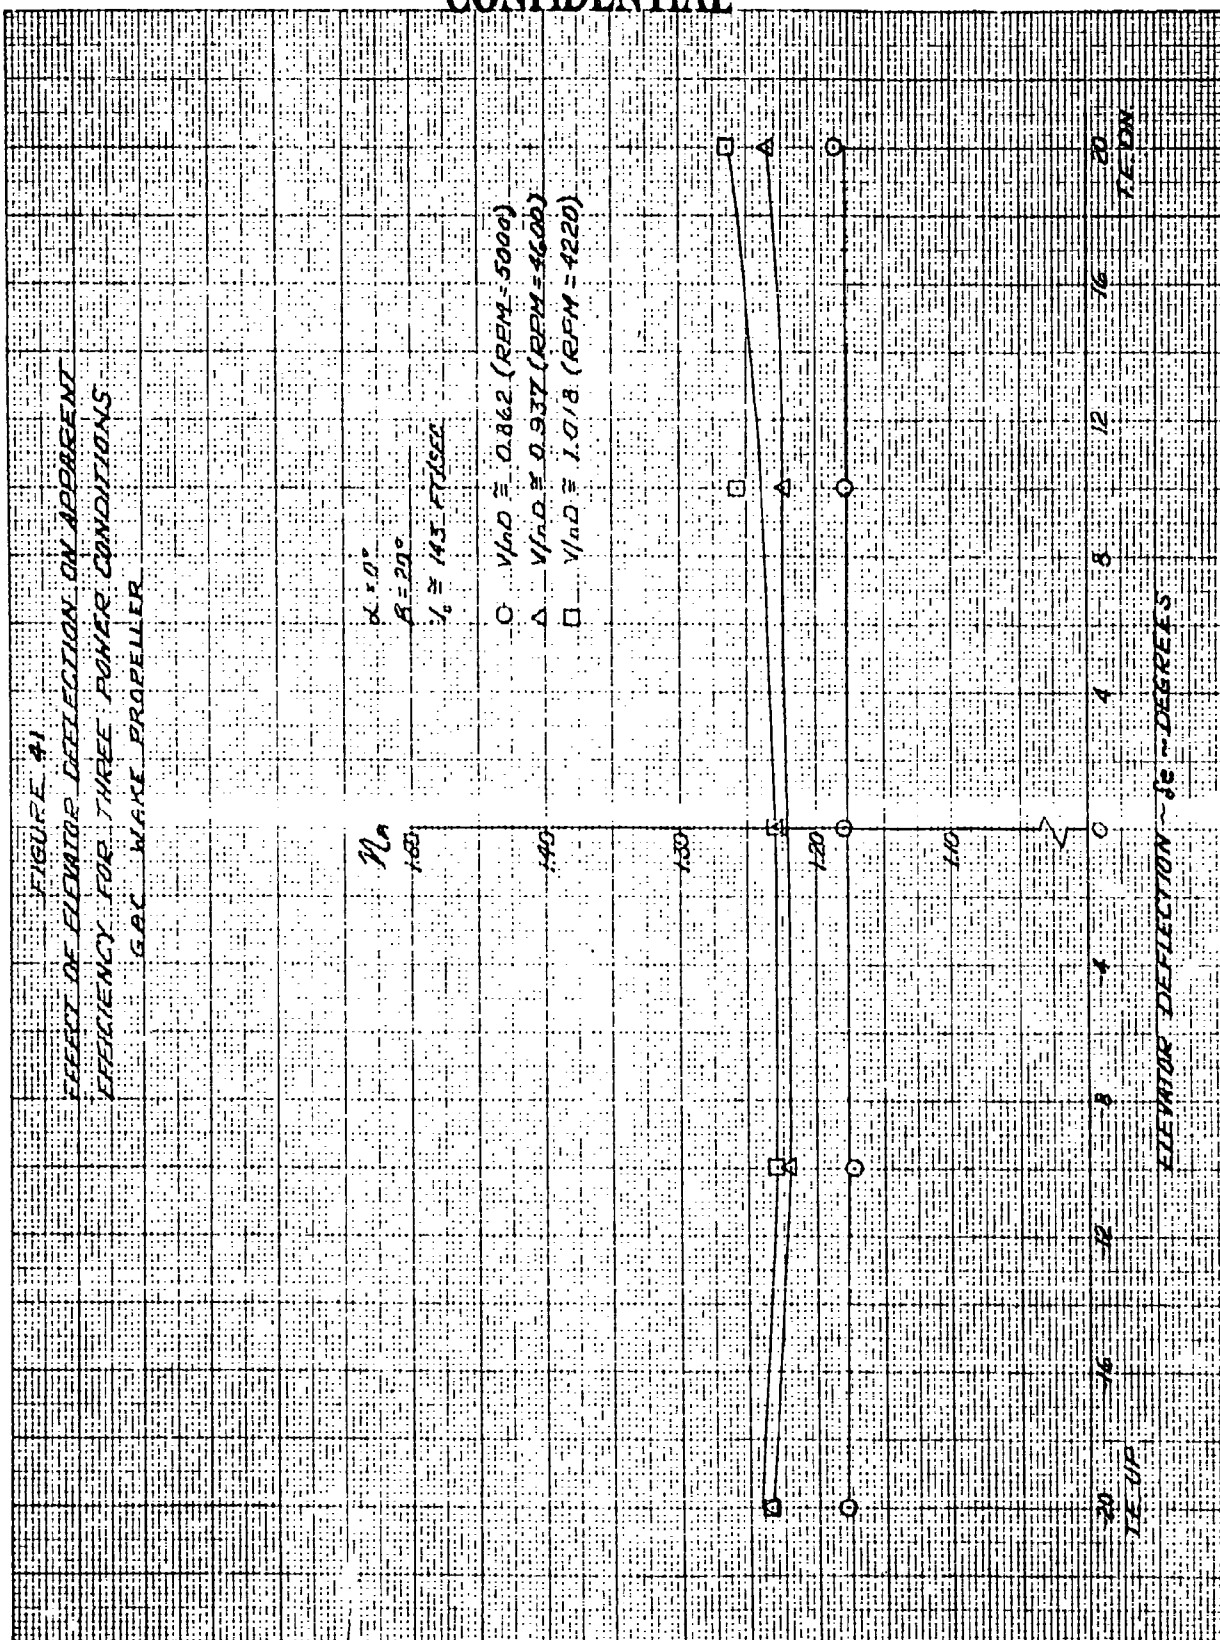 CONFIDENTIAL
FIGURE 41
EFFECT OF ELEVATOR DEFLECTION ON APPARENT
EFFICIENCY FOR THREE POWER CONDITIONS
GAC WAKE PROPELLER
α = 0°
β = 20°
V₀ ≅ 143 FT/SEC
○ V/nD ≅ 0.862 (RPM = 5000)
△ V/nD ≅ 0.937 (RPM = 4600)
□ V/nD ≅ 1.018 (RPM = 4220)
ηA
1.40
1.30
1.20
1.10
-20 -16 -12 -8 -4 0 4 8 12 16 20
T.E. UP T.E. DN
ELEVATOR DEFLECTION ~ δe ~ DEGREES